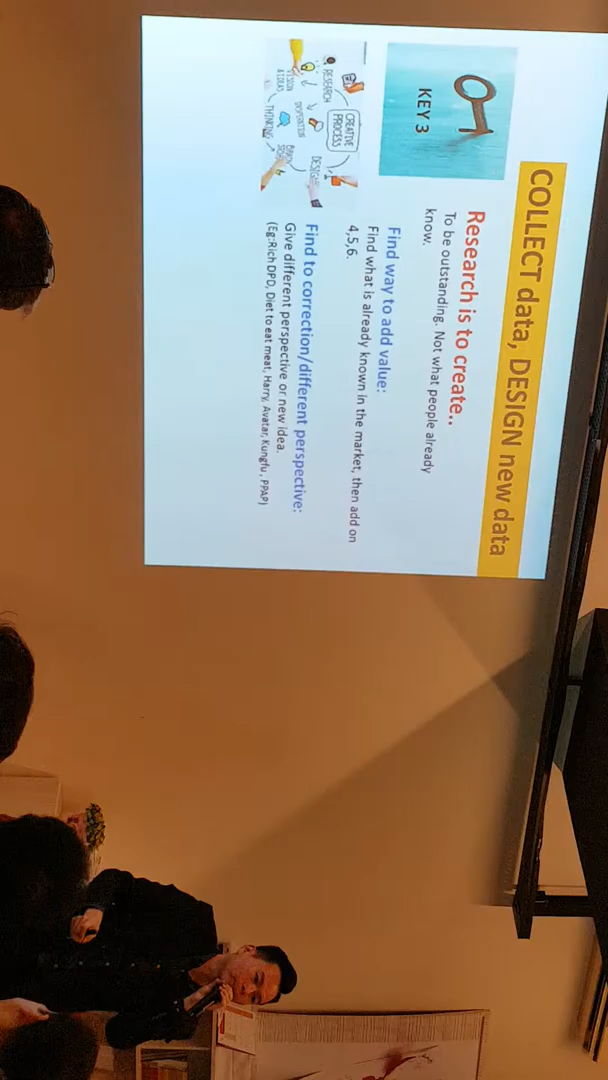 COLLECT data, DESIGN new data
KEY 3
Research is to create..
To be outstanding. Not what people already
know.
Find way to add value:
Find what is already known in the market, then add on
4,5,6.
Find to correction/different perspective:
Give different perspective or new idea.
(Eg:Rich DPD, Diet to eat meat, Harry, Avatar, Kungfu, PPAP)
CREATIVE
PROCESS
RESEARCH
DESIGN
THINKING